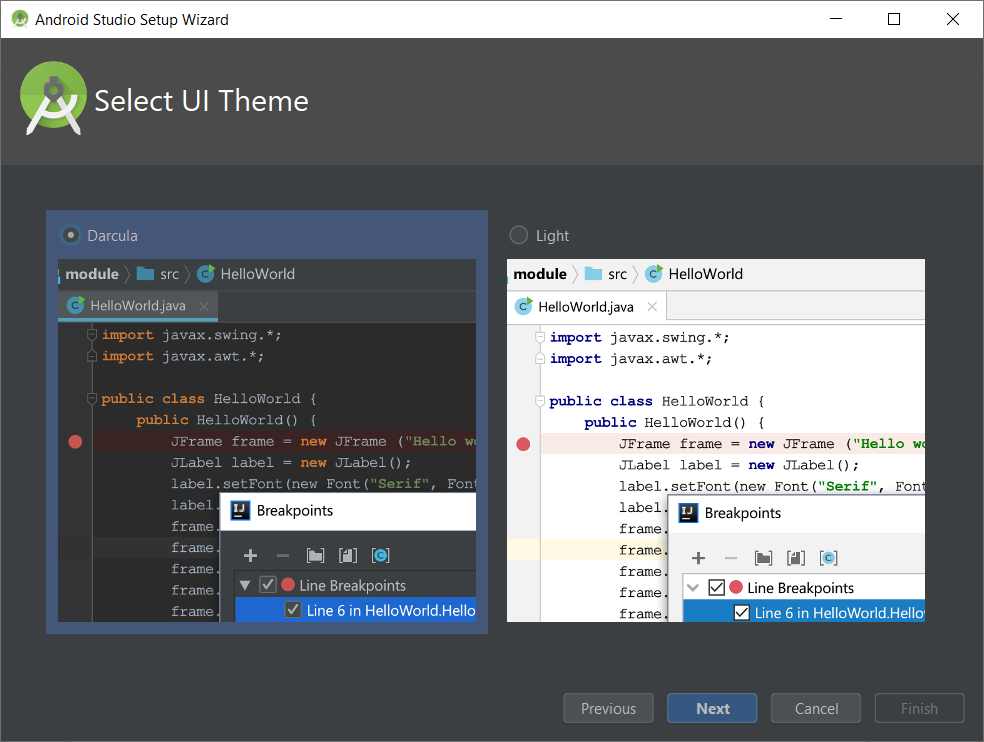 Android Studio Setup Wizard
Select UI Theme
Darcula
module src HelloWorld
HelloWorld.java
import javax.swing.*;
import javax.awt.*;
public class HelloWorld {
public HelloWorld() {
JFrame frame = new JFrame ("Hello wo
JLabel label = new JLabel();
label.setFont(new Font("Serif", Font
label.
frame.
frame.
frame.
frame.
frame.
IJ
Breakpoints
Line Breakpoints
Line 6 in HelloWorld.Hello
Light
module src HelloWorld
HelloWorld.java
import javax.swing.*;
import javax.awt.*;
public class HelloWorld {
public HelloWorld() {
JFrame frame = new JFrame ("Hello wo
JLabel label = new JLabel();
label.setFont(new Font("Serif", Font
label.
frame.
frame.
frame.
frame.
frame.
IJ
Breakpoints
Line Breakpoints
Line 6 in HelloWorld.Hello
Previous
Next
Cancel
Finish